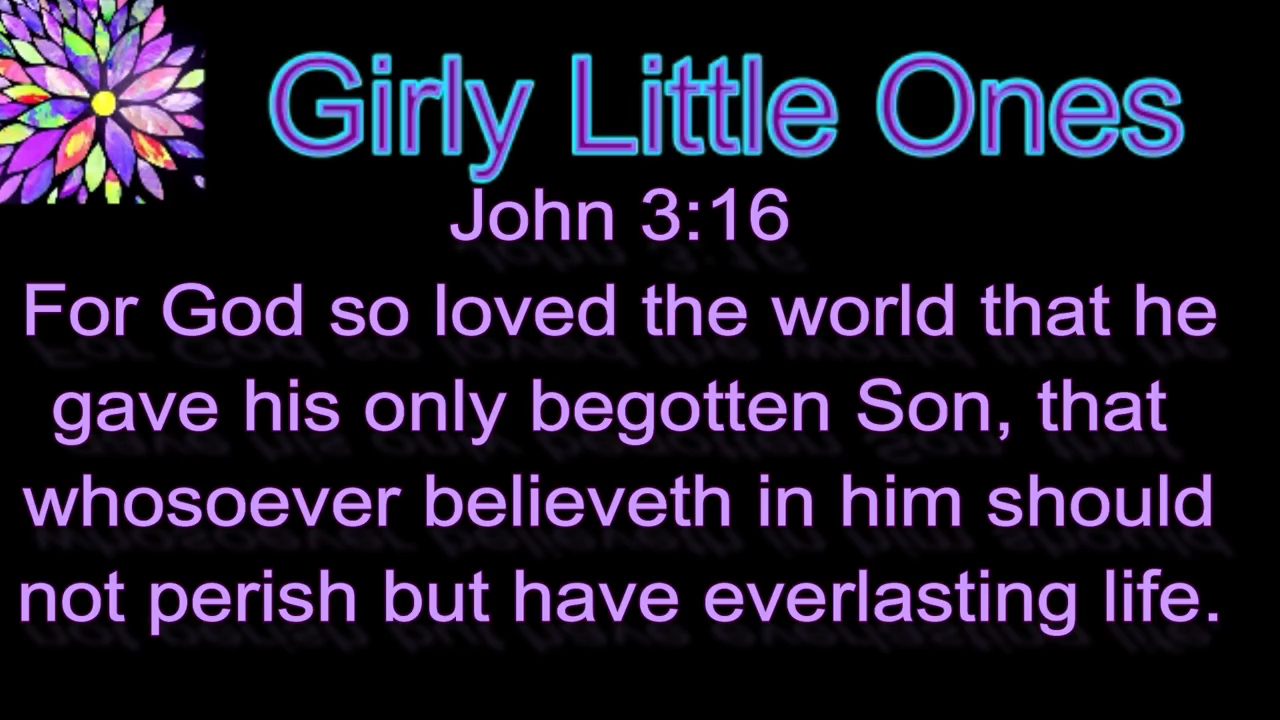 Girly Little Ones
John 3:16
For God so loved the world that he
gave his only begotten Son, that
whosoever believeth in him should
not perish but have everlasting life.